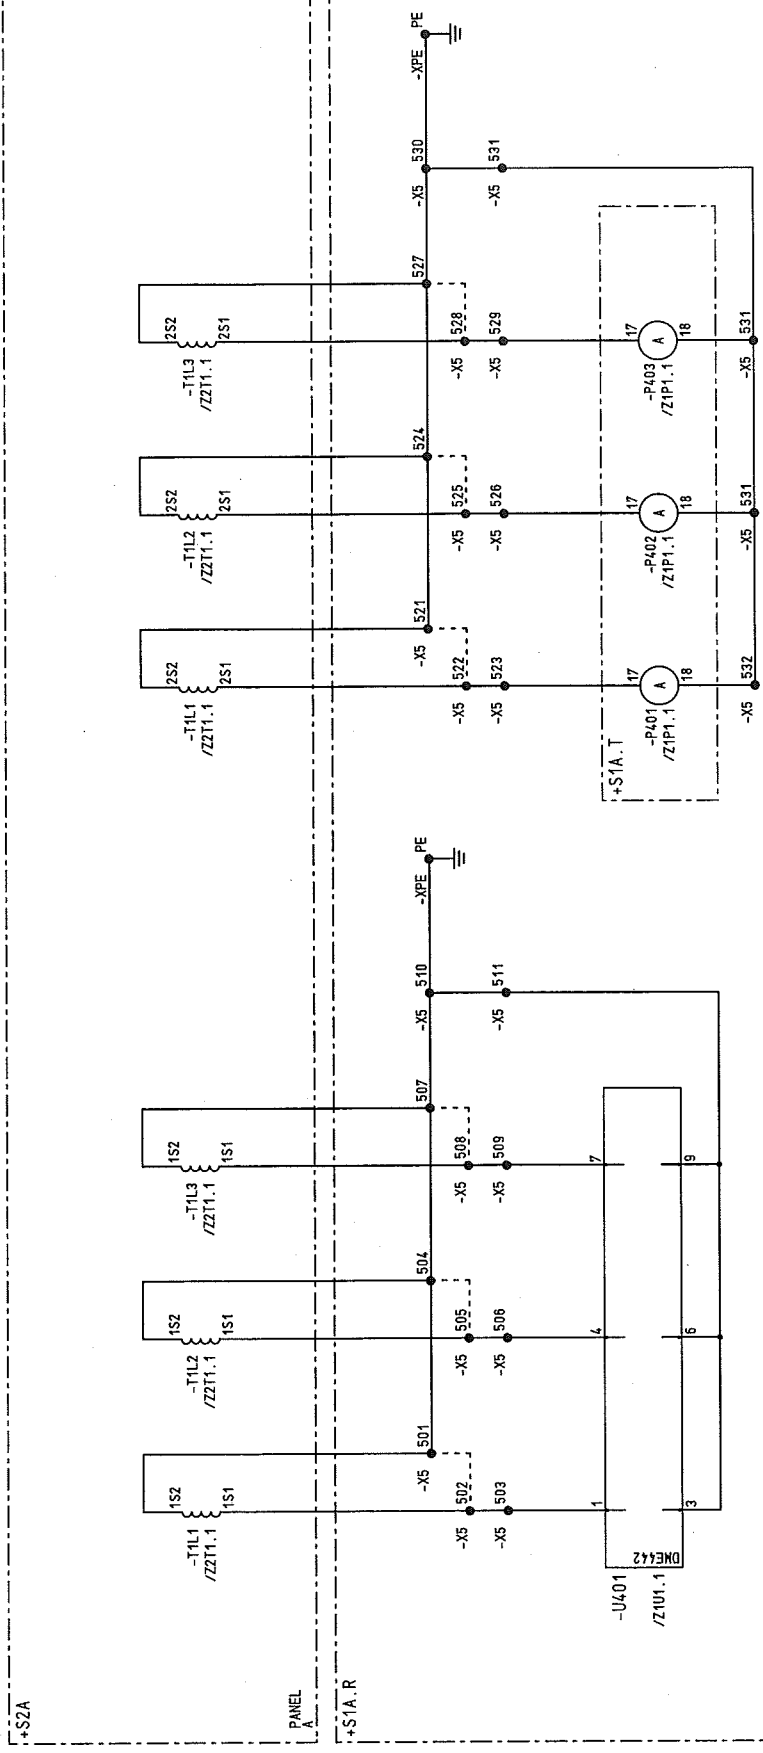 +S2A
PANEL
A
-T1L1
/Z2T1.1
1S2
1S1
-T1L2
/Z2T1.1
1S2
1S1
-T1L3
/Z2T1.1
1S2
1S1
-T1L1
/Z2T1.1
2S2
2S1
-T1L2
/Z2T1.1
2S2
2S1
-T1L3
/Z2T1.1
2S2
2S1
+S1A.R
-X5
501
504
507
-X5
510
-XPE
PE
-X5
502
-X5
505
-X5
508
-X5
503
-X5
506
-X5
509
-X5
511
-U401
/Z1U1.1
DME442
1
4
7
3
6
9
-X5
521
524
527
-X5
530
-XPE
PE
-X5
522
-X5
525
-X5
528
-X5
523
-X5
526
-X5
529
-X5
531
+S1A.T
-P401
/Z1P1.1
17
A
18
-P402
/Z1P1.1
17
A
18
-P403
/Z1P1.1
17
A
18
-X5
532
-X5
531
-X5
531